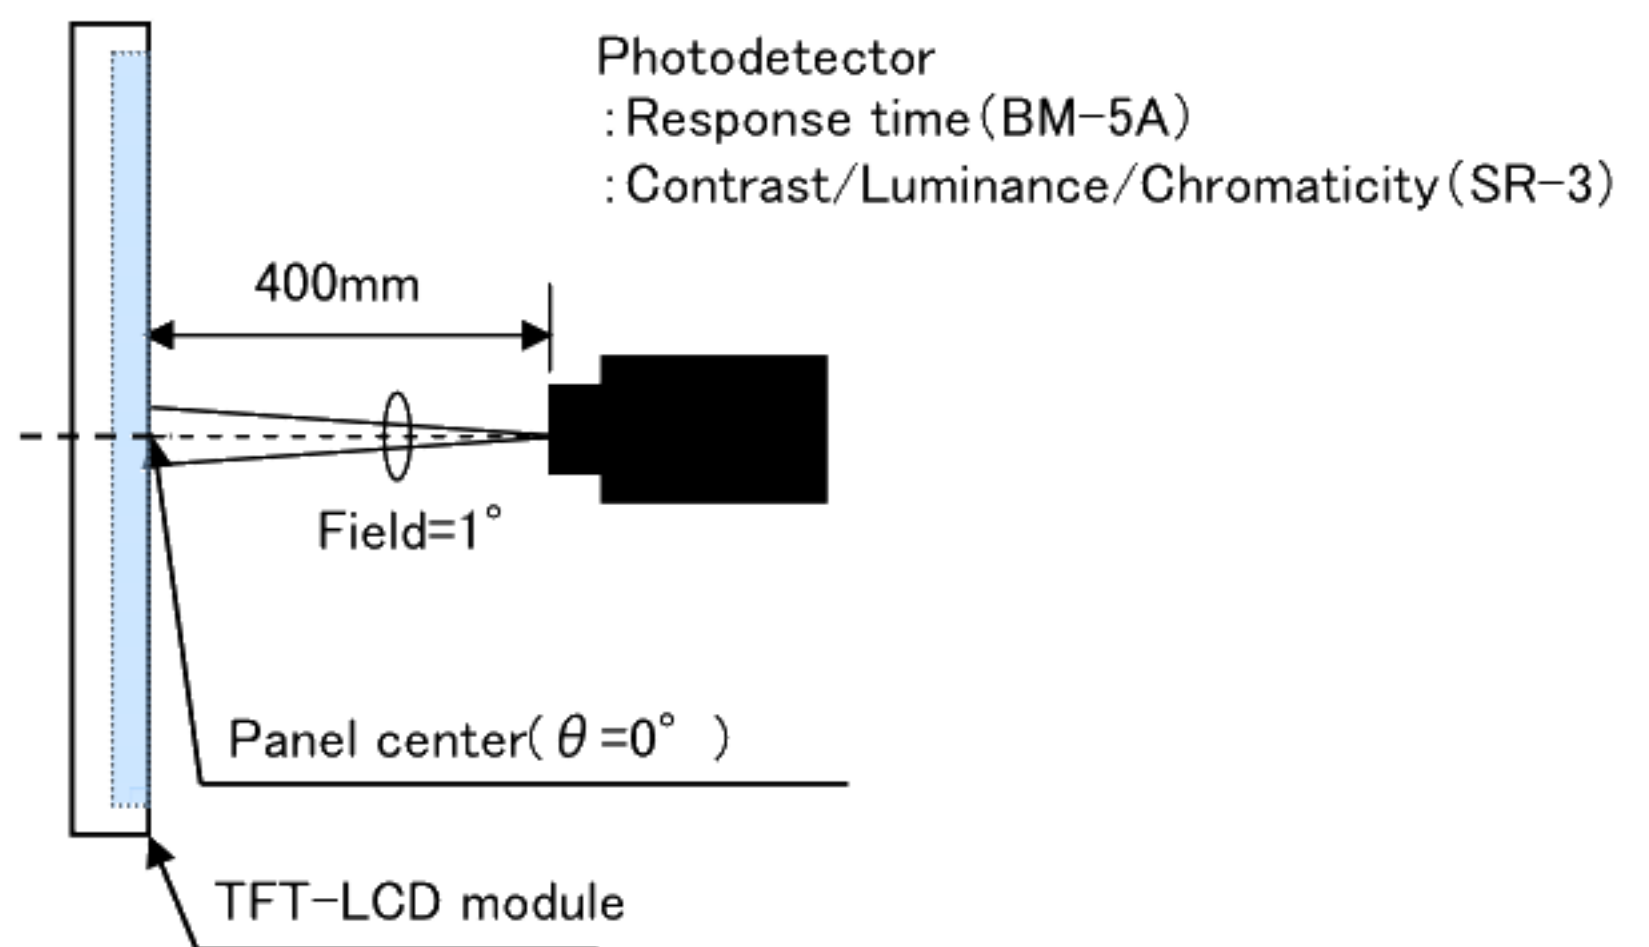 Photodetector
:Response time(BM-5A)
:Contrast/Luminance/Chromaticity(SR-3)
400mm
Field=1°
Panel center(θ=0° )
TFT-LCD module